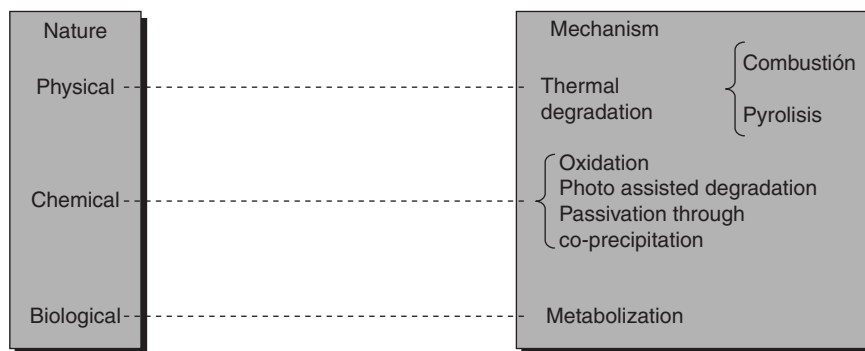 Nature
Physical
Chemical
Biological
Mechanism
Thermal
degradation
Combustión
Pyrolisis
Oxidation
Photo assisted degradation
Passivation through
co-precipitation
Metabolization